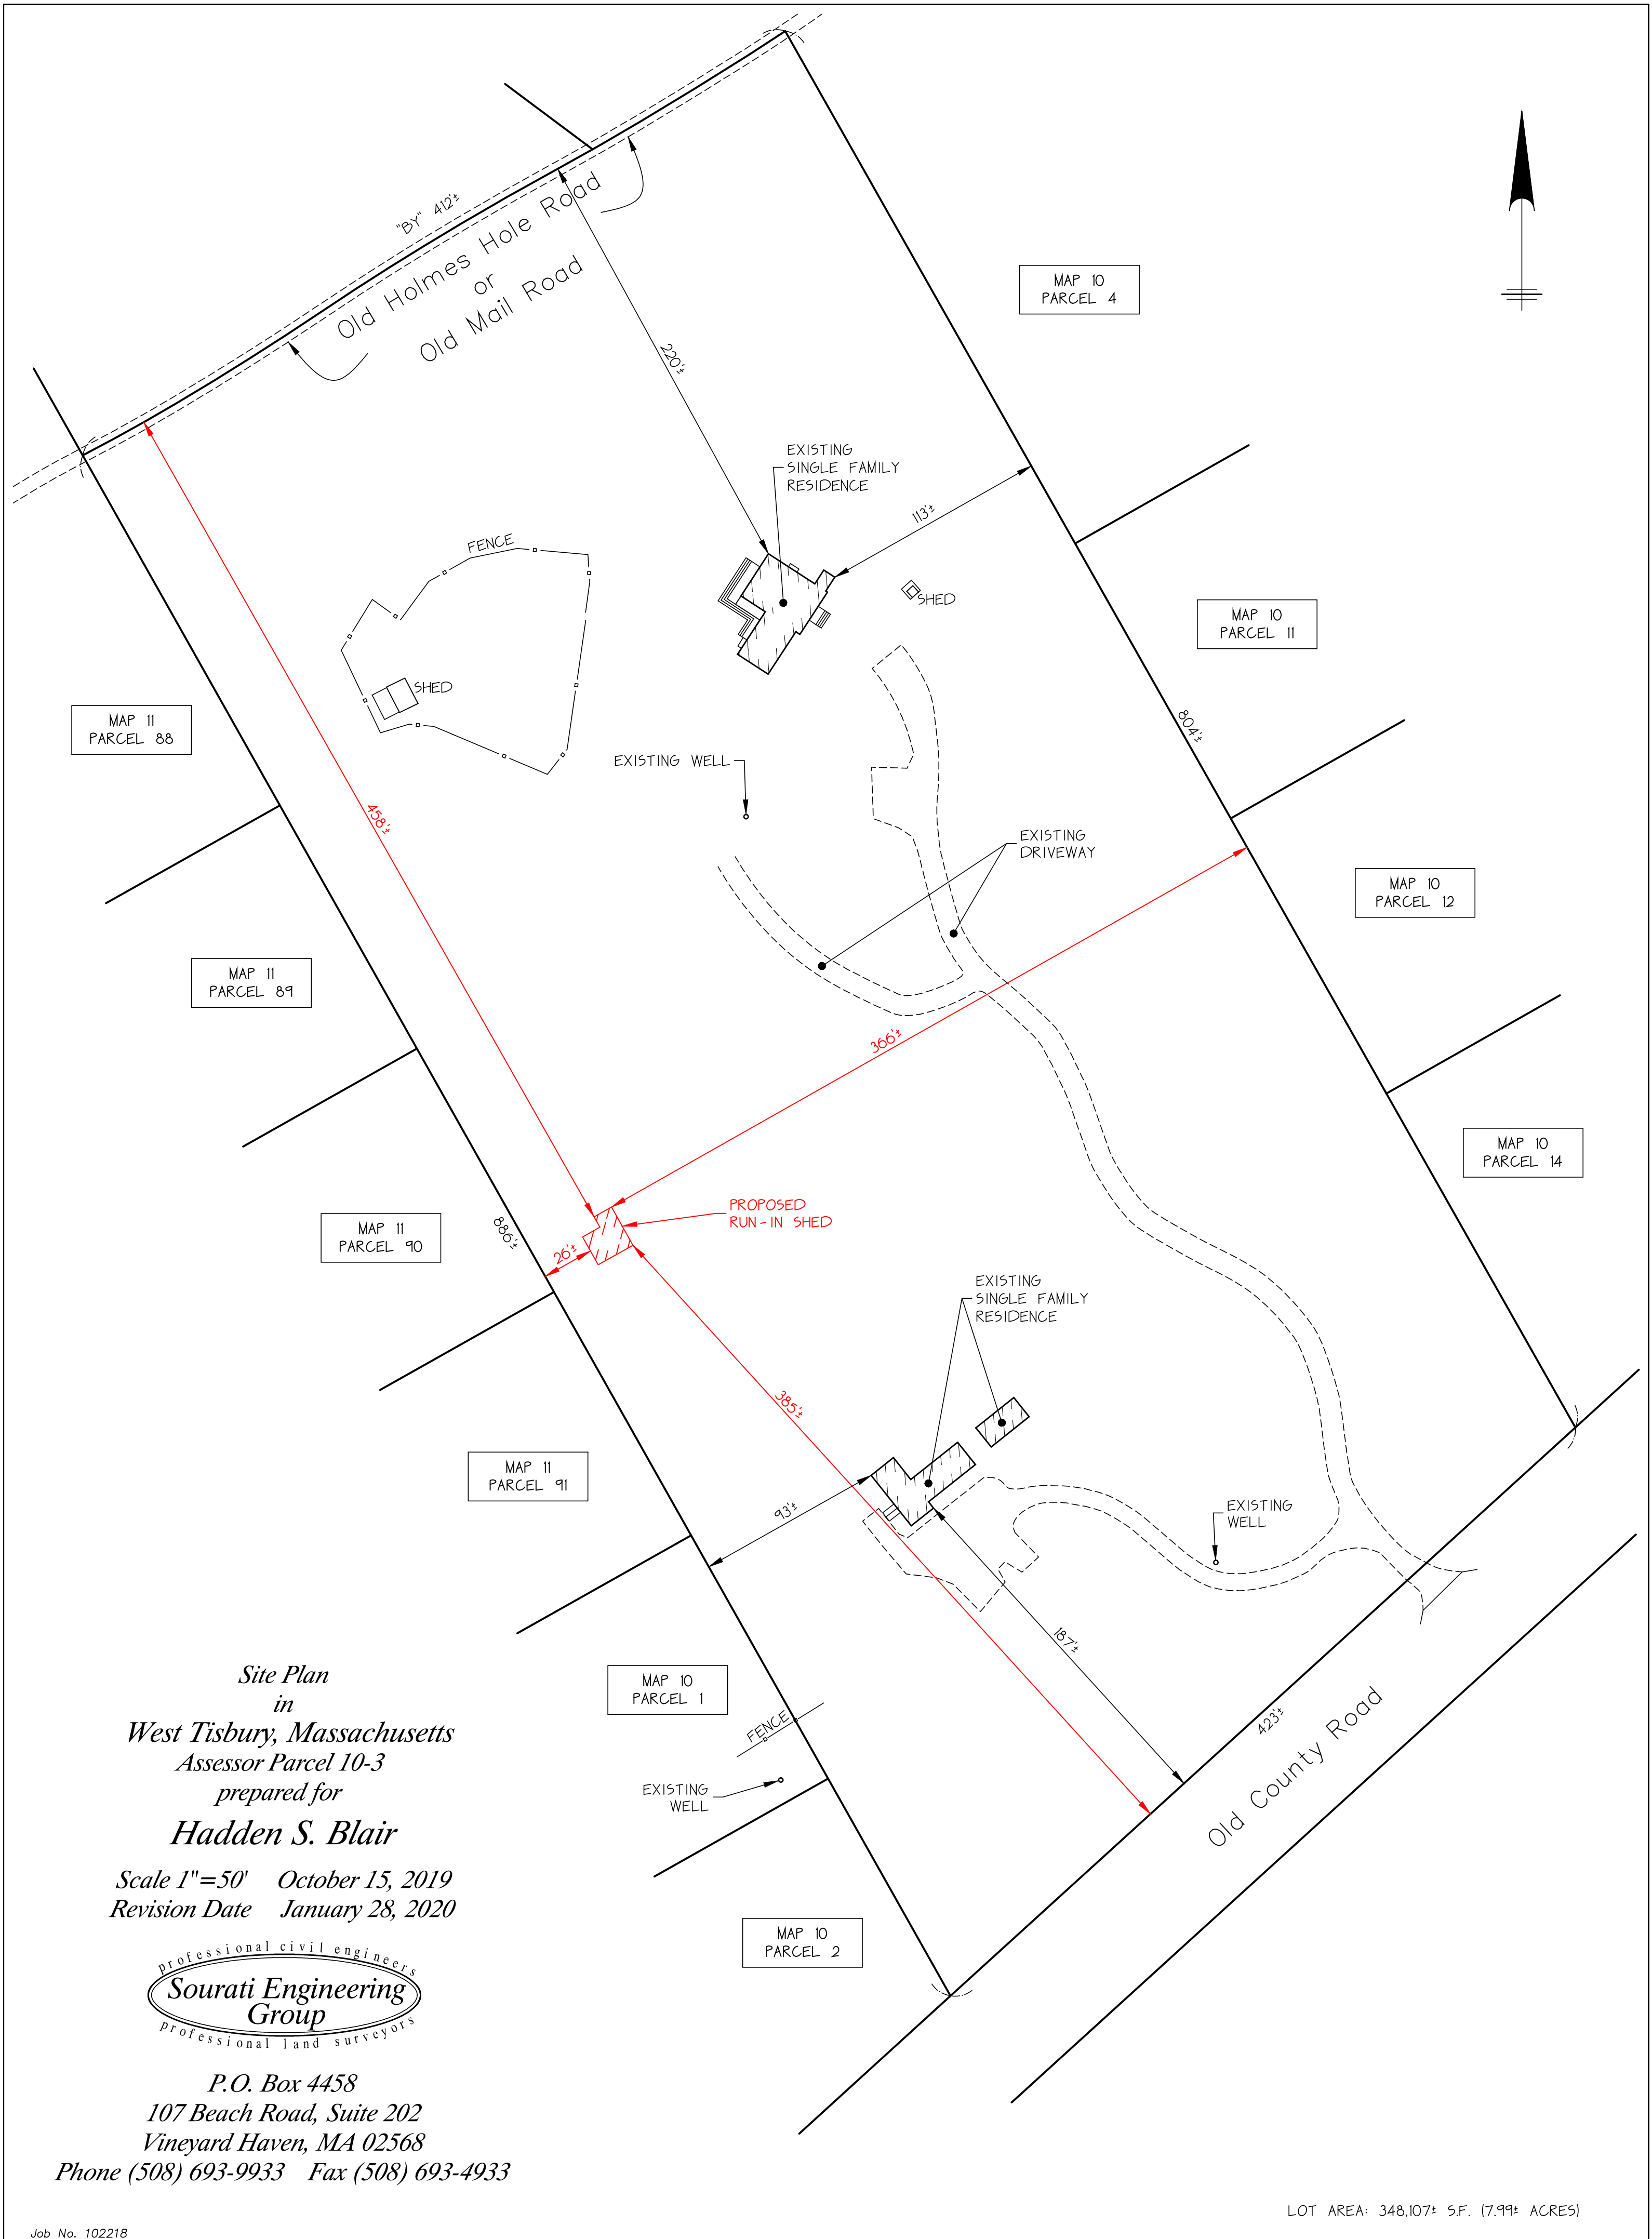 "BY" 412'±
Old Holmes Hole Road
or
Old Mail Road
220'±
MAP 10
PARCEL 4
EXISTING
SINGLE FAMILY
RESIDENCE
113'±
FENCE
SHED
SHED
MAP 10
PARCEL 11
MAP 11
PARCEL 88
804'±
EXISTING WELL
458'±
EXISTING
DRIVEWAY
MAP 10
PARCEL 12
MAP 11
PARCEL 89
366'±
MAP 10
PARCEL 14
PROPOSED
RUN-IN SHED
MAP 11
PARCEL 90
886'±
26'±
EXISTING
SINGLE FAMILY
RESIDENCE
385'±
MAP 11
PARCEL 91
93'±
EXISTING
WELL
187'±
MAP 10
PARCEL 1
FENCE
423'±
Old County Road
EXISTING
WELL
MAP 10
PARCEL 2
Site Plan
in
West Tisbury, Massachusetts
Assessor Parcel 10-3
prepared for
Hadden S. Blair
Scale 1"=50' October 15, 2019
Revision Date January 28, 2020
professional civil engineers
Sourati Engineering
Group
professional land surveyors
P.O. Box 4458
107 Beach Road, Suite 202
Vineyard Haven, MA 02568
Phone (508) 693-9933 Fax (508) 693-4933
LOT AREA: 348,107± S.F. (7.99± ACRES)
Job No. 102218